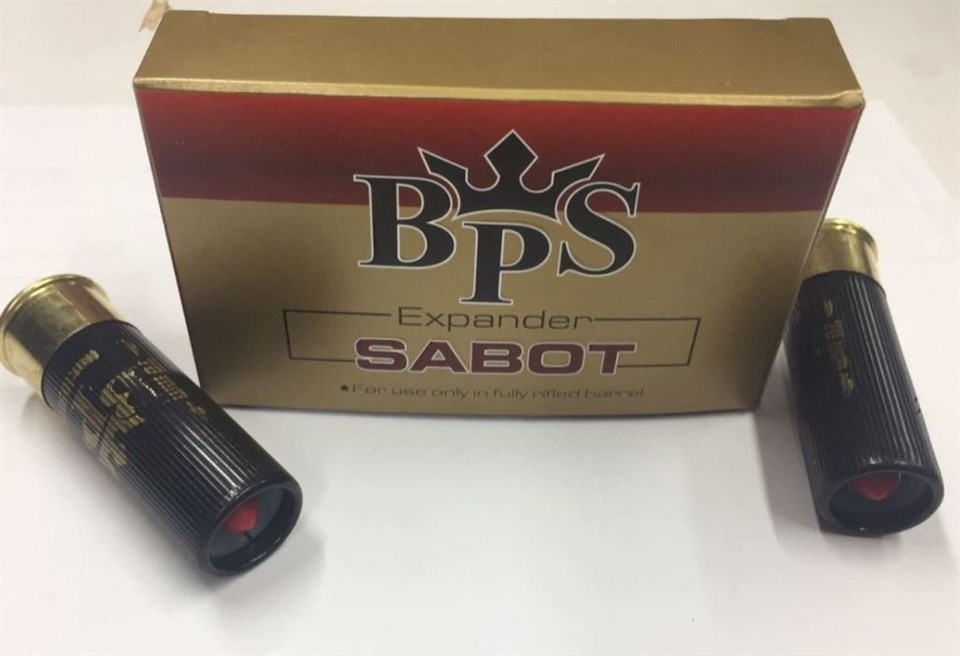 BPS
Expander
SABOT
*For use only in fully rifled barrel